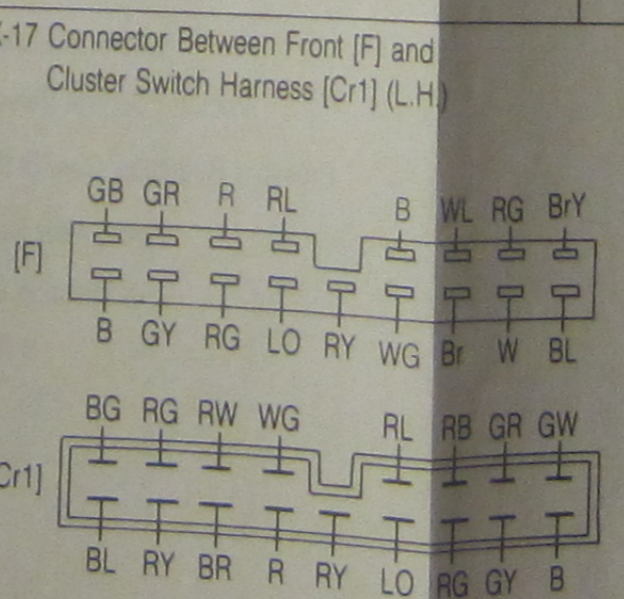 -17 Connector Between Front [F] and
Cluster Switch Harness [Cr1] (L.H.)
GB GR R RL B WL RG BrY
[F]
B GY RG LO RY WG Br W BL
BG RG RW WG RL RB GR GW
Cr1]
BL RY BR R RY LO RG GY B